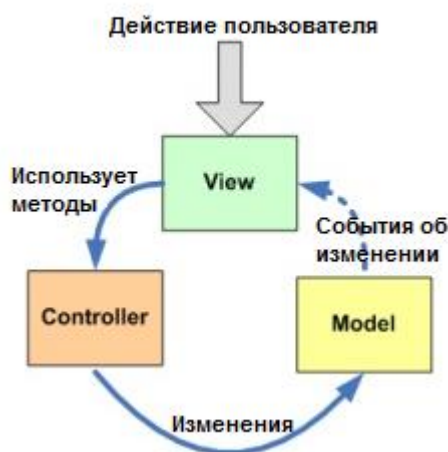 Действие пользователя
View
Использует
методы
События об
изменении
Controller
Model
Изменения